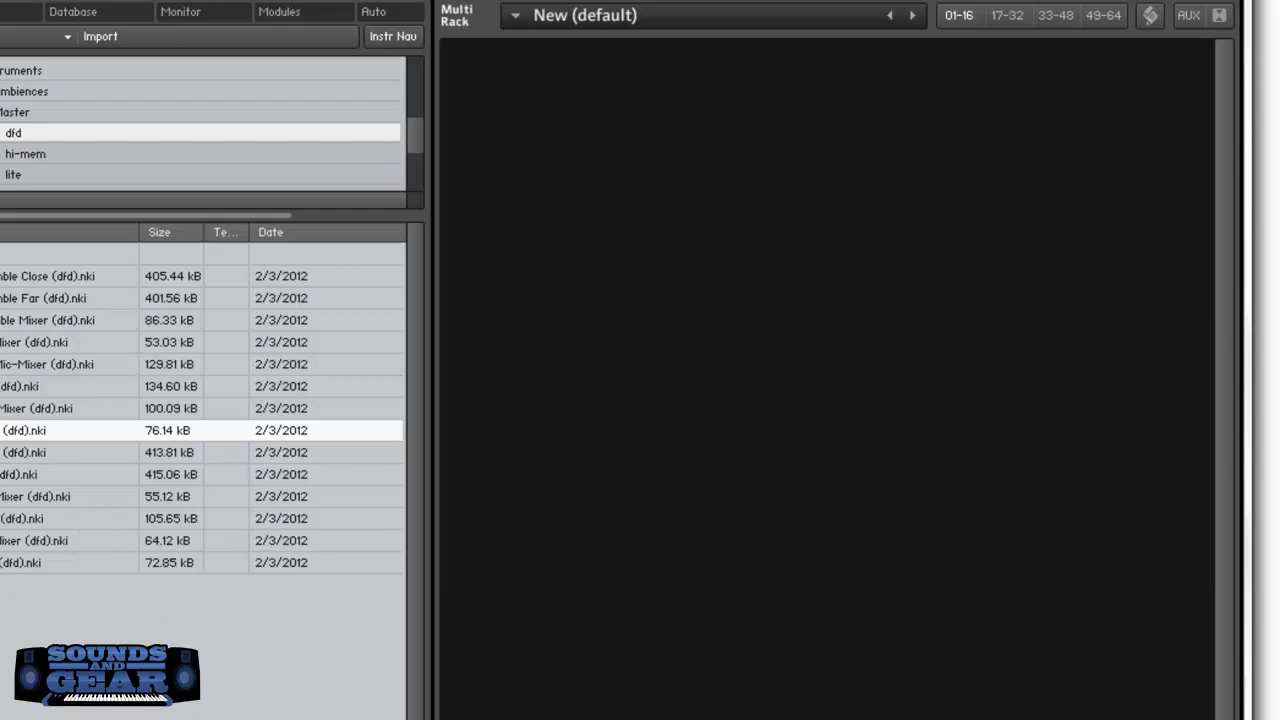 Database Monitor Modules Auto
Import Instr Nav
ruments
mbiences
Master
dfd
hi-mem
lite
Size Te... Date
ble Close (dfd).nki 405.44 kB 2/3/2012
ble Far (dfd).nki 401.56 kB 2/3/2012
ble Mixer (dfd).nki 86.33 kB 2/3/2012
ixer (dfd).nki 53.03 kB 2/3/2012
Mic-Mixer (dfd).nki 129.81 kB 2/3/2012
dfd).nki 134.60 kB 2/3/2012
Mixer (dfd).nki 100.09 kB 2/3/2012
(dfd).nki 76.14 kB 2/3/2012
(dfd).nki 413.81 kB 2/3/2012
dfd).nki 415.06 kB 2/3/2012
Mixer (dfd).nki 55.12 kB 2/3/2012
(dfd).nki 105.65 kB 2/3/2012
lixer (dfd).nki 64.12 kB 2/3/2012
(dfd).nki 72.85 kB 2/3/2012
Multi
Rack
New (default) 01-16 17-32 33-48 49-64 AUX
SOUNDS
AND
GEAR